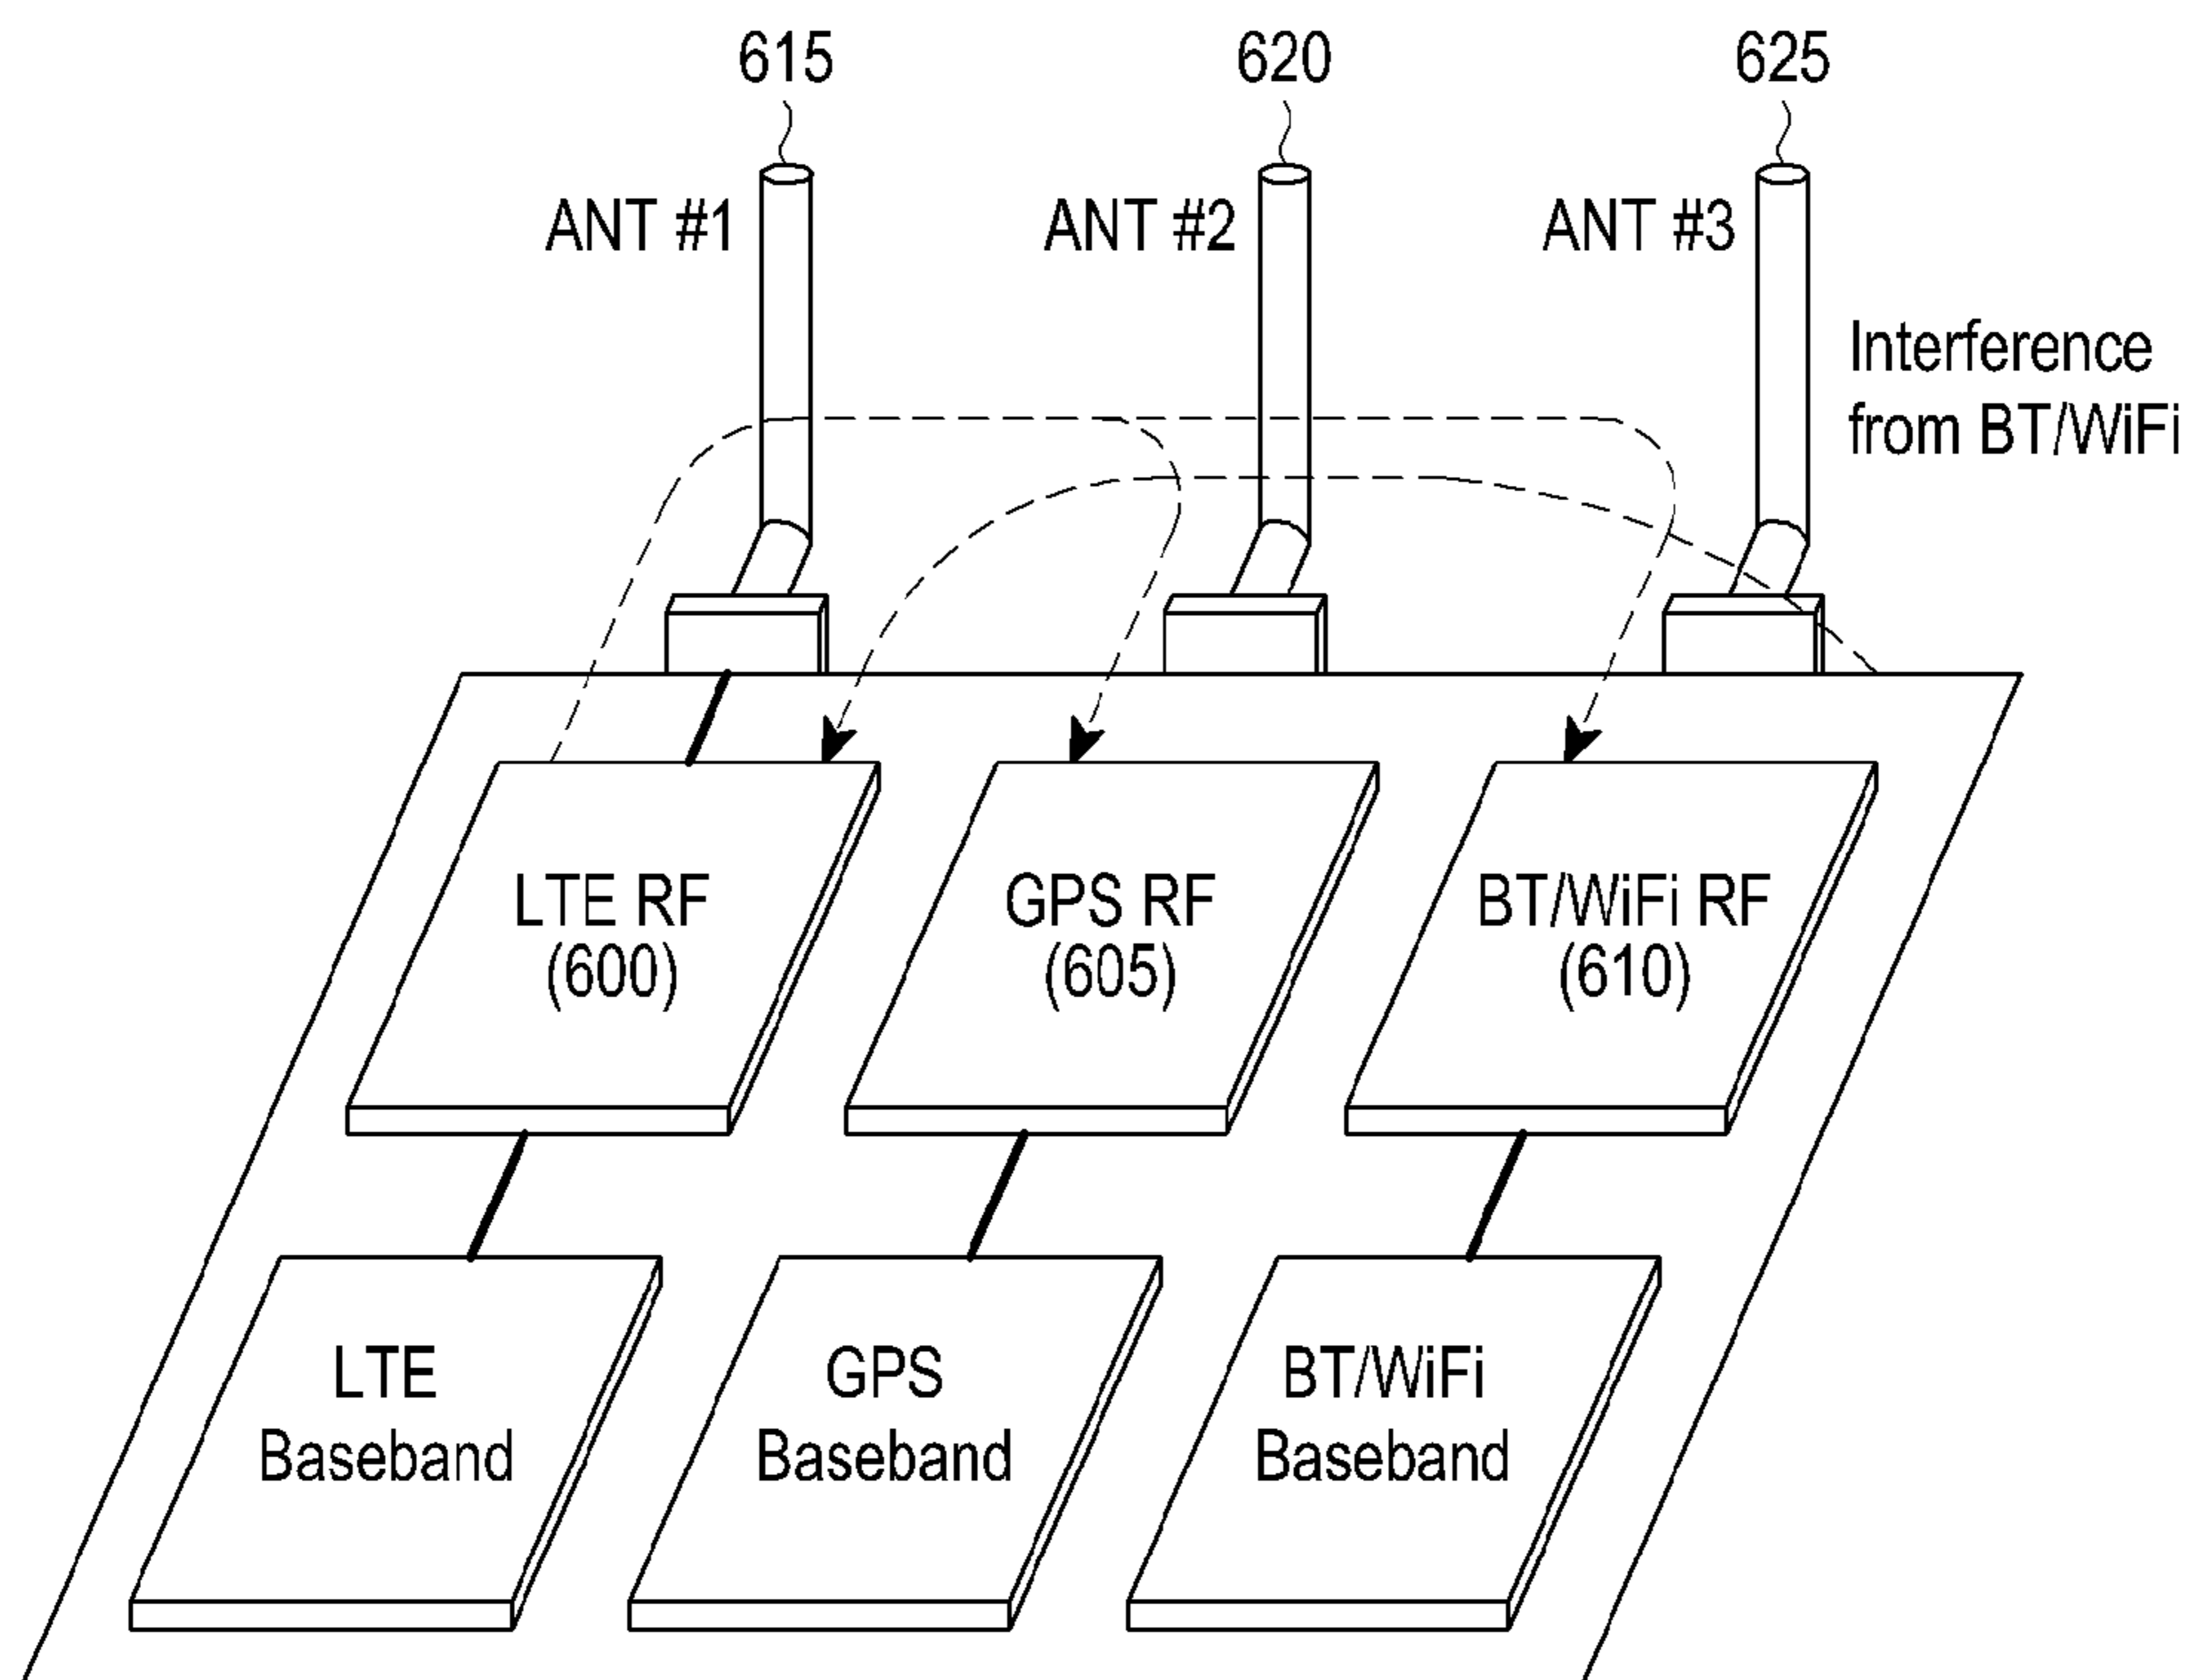 615
620
625
ANT #1
ANT #2
ANT #3
Interference
from BT/WiFi
LTE RF
(600)
GPS RF
(605)
BT/WiFi RF
(610)
LTE
Baseband
GPS
Baseband
BT/WiFi
Baseband